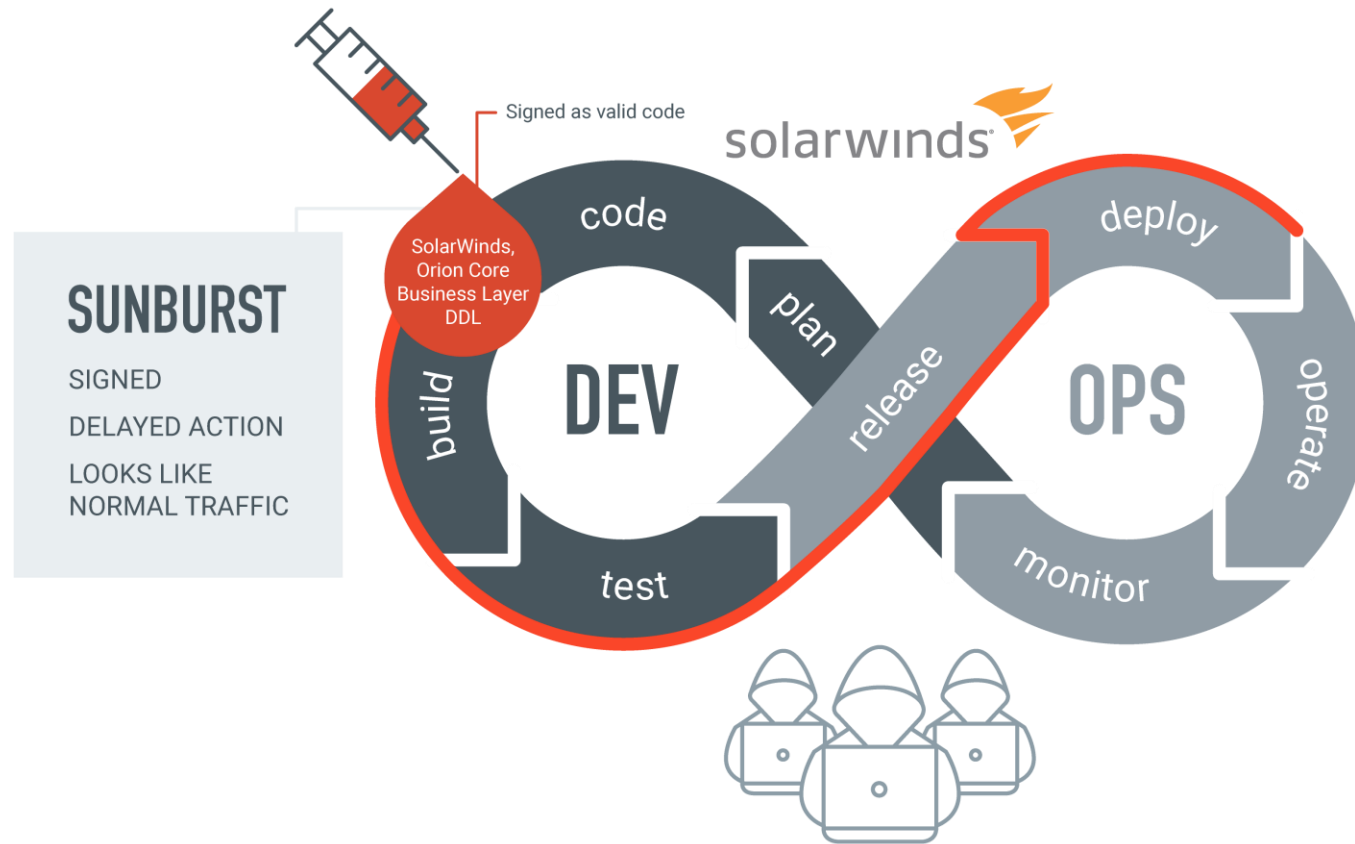 Signed as valid code
solarwinds
SUNBURST
SIGNED
DELAYED ACTION
LOOKS LIKE
NORMAL TRAFFIC
SolarWinds,
Orion Core
Business Layer
DDL
code
plan
build
test
DEV
release
deploy
operate
monitor
OPS